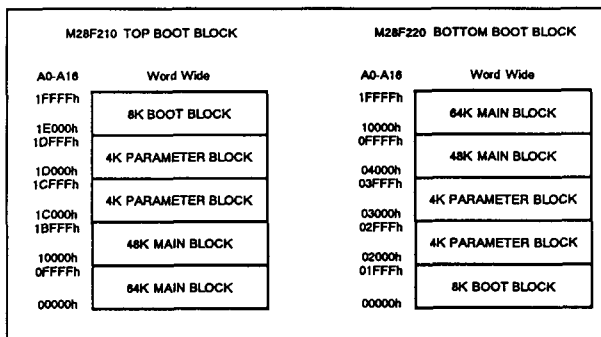 M28F210 TOP BOOT BLOCK
A0-A16 Word Wide
1FFFFh
8K BOOT BLOCK
1E000h
1DFFFh
4K PARAMETER BLOCK
1D000h
1CFFFh
4K PARAMETER BLOCK
1C000h
1BFFFh
48K MAIN BLOCK
10000h
0FFFFh
64K MAIN BLOCK
00000h
M28F220 BOTTOM BOOT BLOCK
A0-A16 Word Wide
1FFFFh
64K MAIN BLOCK
10000h
0FFFFh
48K MAIN BLOCK
04000h
03FFFh
4K PARAMETER BLOCK
03000h
02FFFh
4K PARAMETER BLOCK
02000h
01FFFh
8K BOOT BLOCK
00000h